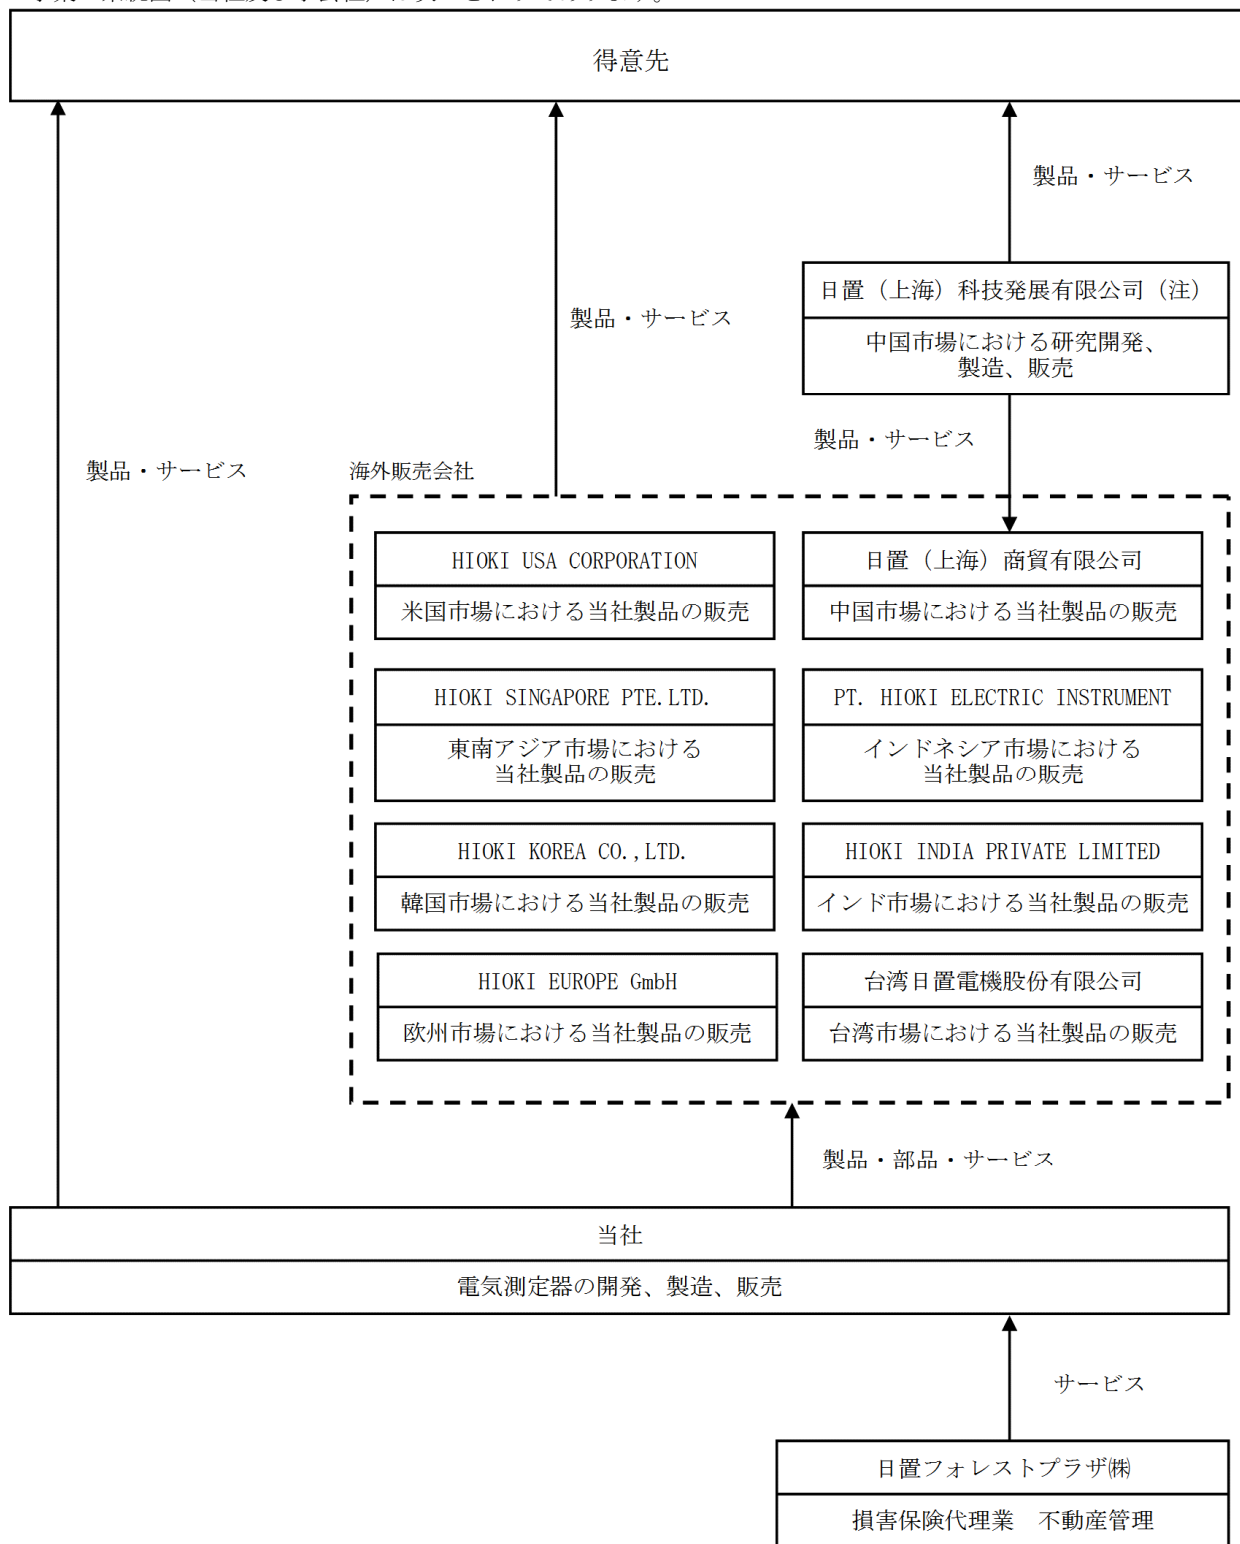 得意先
製品・サービス
日置（上海）科技発展有限公司（注）
中国市場における研究開発、
製造、販売
製品・サービス
製品・サービス
製品・サービス
海外販売会社
HIOKI USA CORPORATION
米国市場における当社製品の販売
日置（上海）商貿有限公司
中国市場における当社製品の販売
HIOKI SINGAPORE PTE.LTD.
東南アジア市場における
当社製品の販売
PT. HIOKI ELECTRIC INSTRUMENT
インドネシア市場における
当社製品の販売
HIOKI KOREA CO.,LTD.
韓国市場における当社製品の販売
HIOKI INDIA PRIVATE LIMITED
インド市場における当社製品の販売
HIOKI EUROPE GmbH
欧州市場における当社製品の販売
台湾日置電機股份有限公司
台湾市場における当社製品の販売
製品・部品・サービス
当社
電気測定器の開発、製造、販売
サービス
日置フォレストプラザ㈱
損害保険代理業　不動産管理